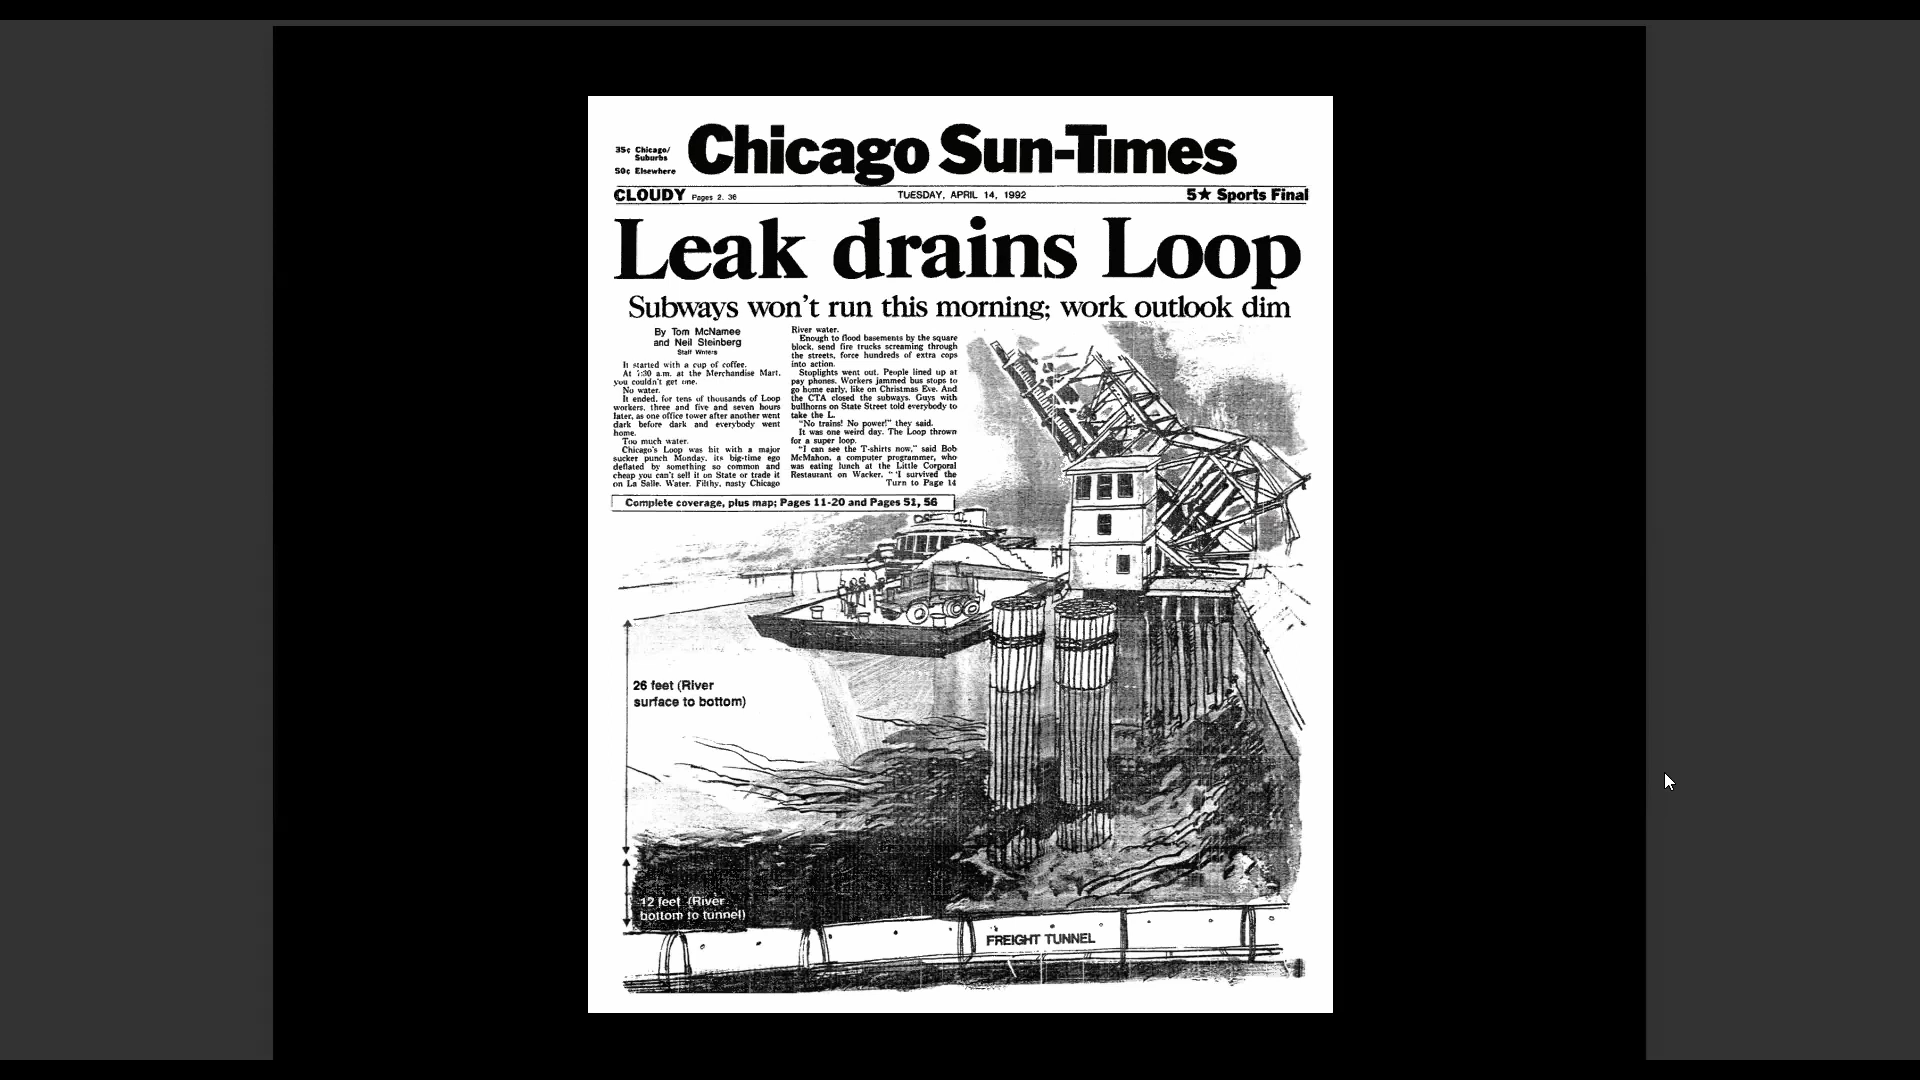 35¢ Chicago/
Suburbs
50¢ Elsewhere
Chicago Sun-Times
CLOUDY Pages 2, 36
TUESDAY, APRIL 14, 1992
5★ Sports Final
Leak drains Loop
Subways won't run this morning; work outlook dim
By Tom McNamee
and Neil Steinberg
Staff Writers
It started with a cup of coffee.
At 7:30 a.m. at the Merchandise Mart,
you couldn't get one.
No water.
It ended, for tens of thousands of Loop
workers, three and five and seven hours
later, as one office tower after another went
dark before dark and everybody went
home.
Too much water.
Chicago's Loop was hit with a major
sucker punch Monday, its big-time ego
deflated by something so common and
cheap you can't sell it on State or trade it
on La Salle. Water. Filthy, nasty Chicago
River water.
Enough to flood basements by the square
block, send fire trucks screaming through
the streets, force hundreds of extra cops
into action.
Stoplights went out. People lined up at
pay phones. Workers jammed bus stops to
go home early, like on Christmas Eve. And
the CTA closed the subways. Guys with
bullhorns on State Street told everybody to
take the L.
"No trains! No power!" they said.
It was one weird day. The Loop thrown
for a super loop.
"I can see the T-shirts now," said Bob
McMahon, a computer programmer, who
was eating lunch at the Little Corporal
Restaurant on Wacker. " 'I survived the
Turn to Page 14
Complete coverage, plus map; Pages 11-20 and Pages 51, 56
26 feet (River
surface to bottom)
12 feet (River
bottom to tunnel)
FREIGHT TUNNEL